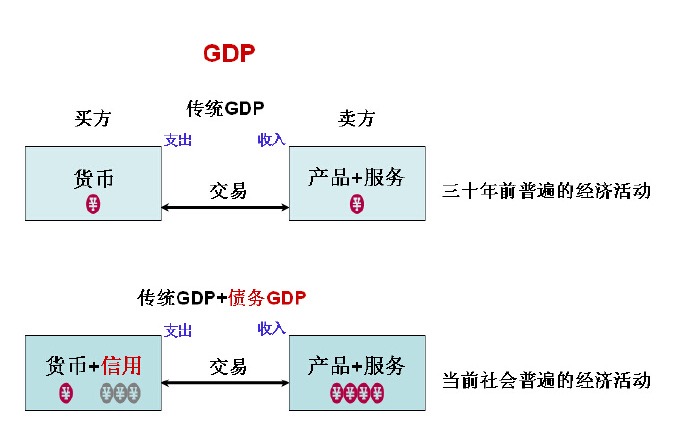 GDP
传统GDP
买方
卖方
支出
收入
货币
¥
交易
产品+服务
¥
三十年前普遍的经济活动
传统GDP+债务GDP
支出
收入
货币+信用
¥ ¥¥¥
交易
产品+服务
¥¥¥¥
当前社会普遍的经济活动